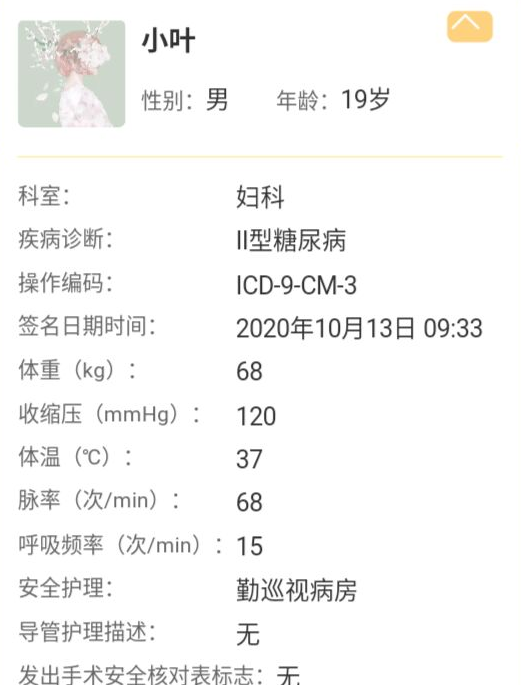 小叶
性别：男 年龄：19岁
科室： 妇科
疾病诊断： II型糖尿病
操作编码： ICD-9-CM-3
签名日期时间： 2020年10月13日 09:33
体重（kg）： 68
收缩压（mmHg）： 120
体温（℃）： 37
脉率（次/min）： 68
呼吸频率（次/min）： 15
安全护理： 勤巡视病房
导管护理描述： 无
发出手术安全核对表标志： 无